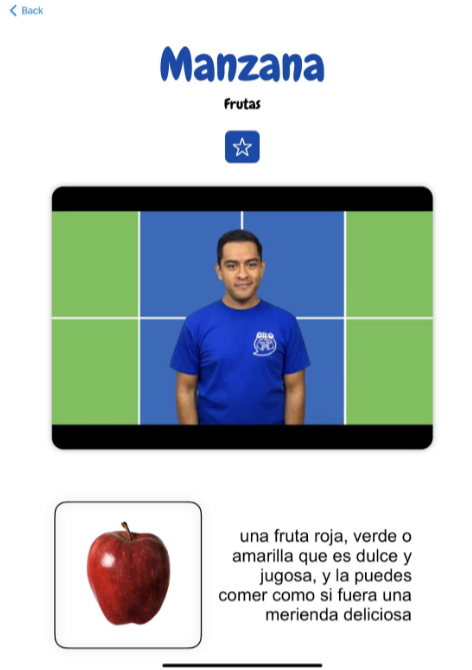 Back
Manzana
Frutas
una fruta roja, verde o
amarilla que es dulce y
jugosa, y la puedes
comer como si fuera una
merienda deliciosa